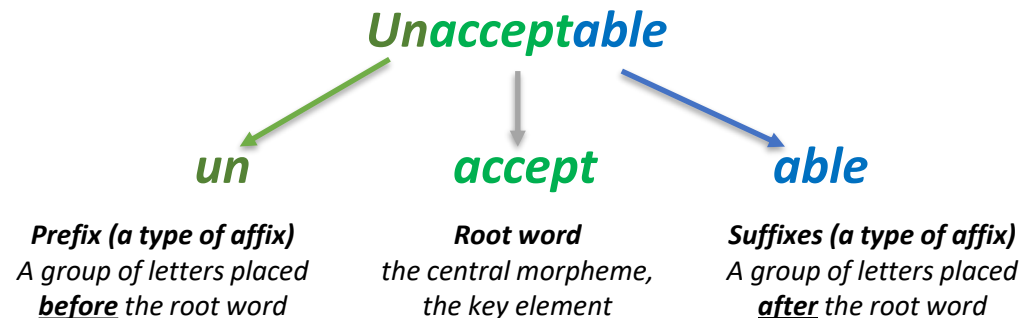 Unacceptable
un accept able
Prefix (a type of affix)
A group of letters placed
before the root word
Root word
the central morpheme,
the key element
Suffixes (a type of affix)
A group of letters placed
after the root word